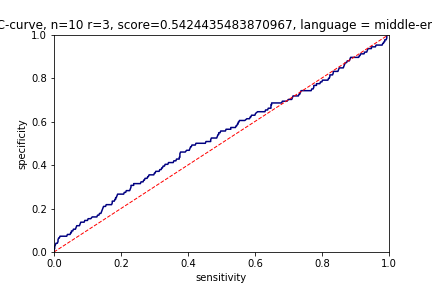 C-curve, n=10 r=3, score=0.5424435483870967, language = middle-en
1.0
0.8
0.6
0.4
0.2
0.0
specificity
0.0 0.2 0.4 0.6 0.8 1.0
sensitivity